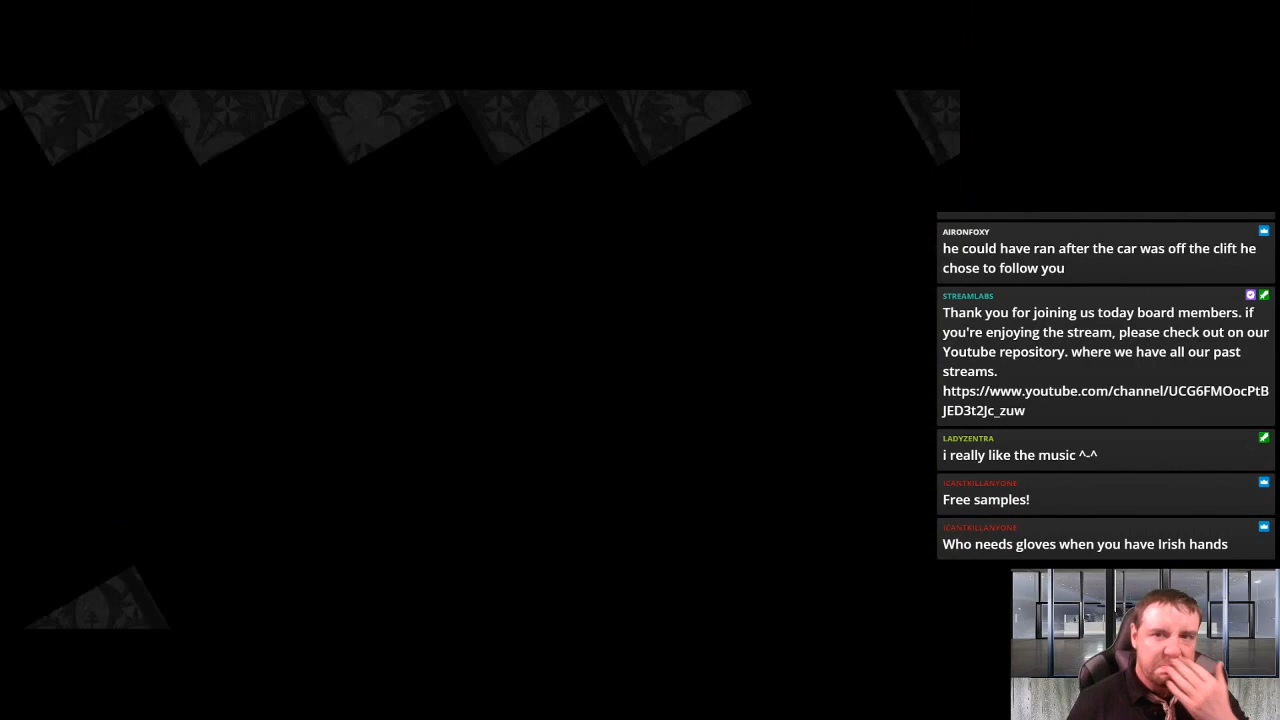 AIRONFOXY
he could have ran after the car was off the clift he
chose to follow you
STREAMLABS
Thank you for joining us today board members. if
you're enjoying the stream, please check out on our
Youtube repository. where we have all our past
streams.
https://www.youtube.com/channel/UCG6FMOocPtB
JED3t2Jc_zuw
LADYZENTRA
i really like the music ^-^
ICANTKILLANYONE
Free samples!
ICANTKILLANYONE
Who needs gloves when you have Irish hands